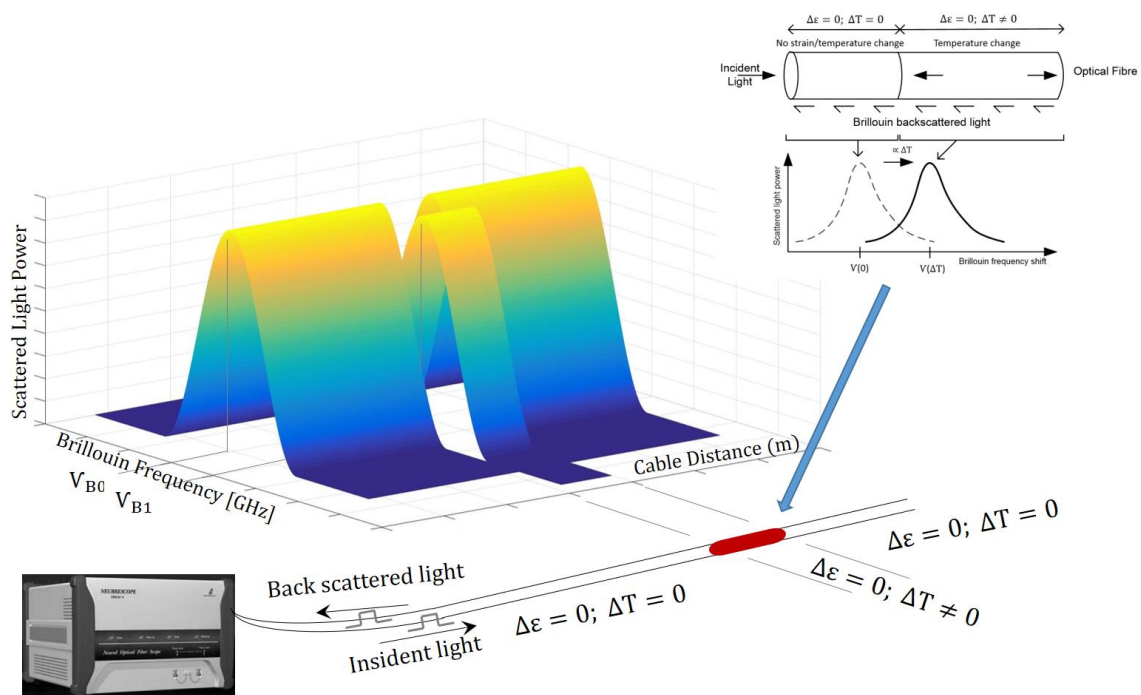 Δε = 0; ΔT = 0
Δε = 0; ΔT ≠ 0
No strain/temperature change
Temperature change
Incident
Light
Optical Fibre
Brillouin backscattered light
∝ ΔT
Scattered light power
V(0)
V(ΔT)
Brillouin frequency shift
Scattered Light Power
Brillouin Frequency [GHz]
V_B0
V_B1
Cable Distance (m)
Δε = 0; ΔT = 0
Δε = 0; ΔT ≠ 0
Back scattered light
Δε = 0; ΔT = 0
Insident light
NEUBRESCOPE
Neural Optical Fiber Scope